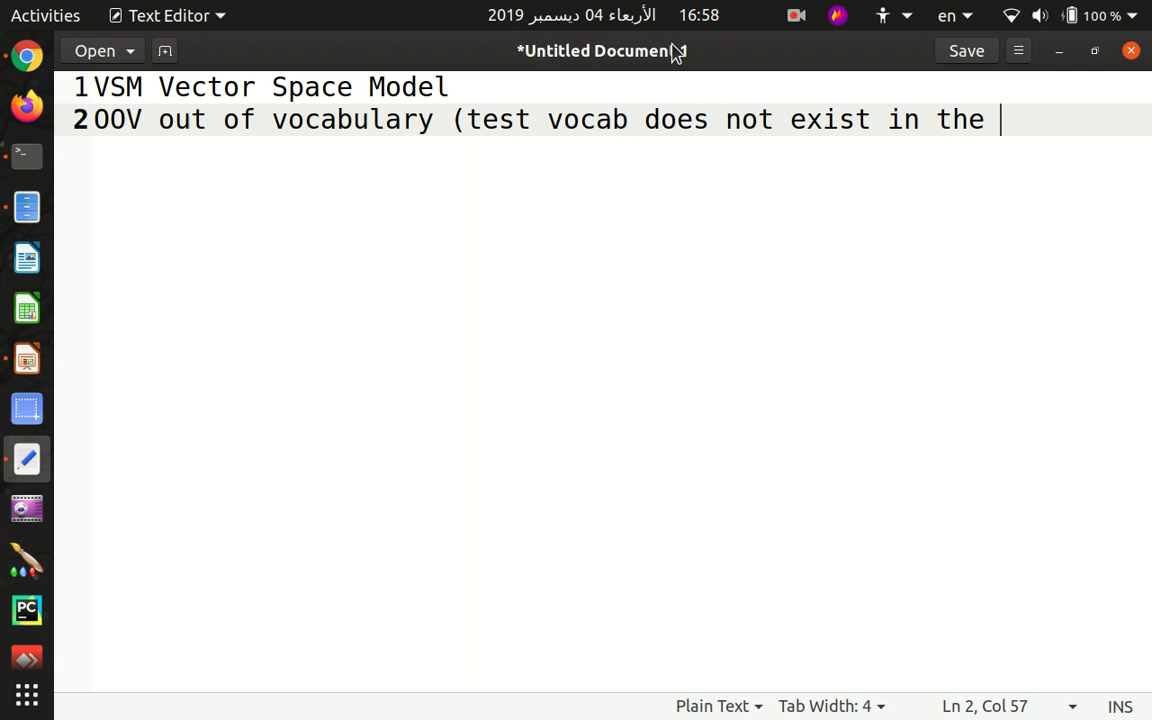 Activities Text Editor الأربعاء 04 ديسمبر 2019 16:58 en 100 %
Open *Untitled Document 1 Save
1 VSM Vector Space Model
2 OOV out of vocabulary (test vocab does not exist in the
PC
Plain Text Tab Width: 4 Ln 2, Col 57 INS